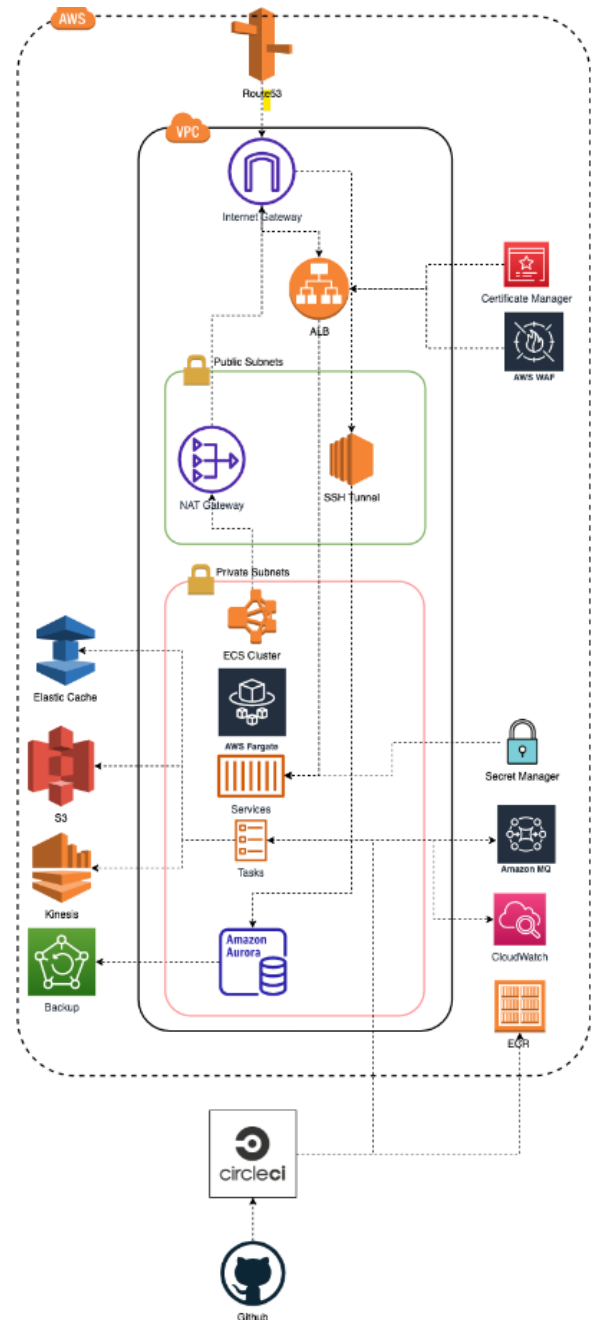 AWS
Route53
VPC
Internet Gateway
ALB
Certificate Manager
AWS WAF
Public Subnets
NAT Gateway
SSH Tunnel
Private Subnets
ECS Cluster
Elastic Cache
AWS Fargate
Services
Secret Manager
S3
Tasks
Amazon MQ
Kinesis
Amazon
Aurora
CloudWatch
Backup
ECR
circleci
Github